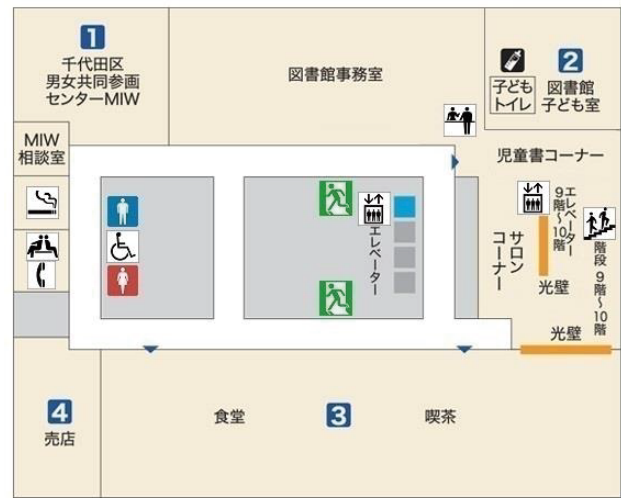 1
千代田区
男女共同参画
センターMIW
図書館事務室
子ども
トイレ
2
図書館
子ども室
MIW
相談室
児童書コーナー
エレベーター
9階〜10階
階段 9階〜10階
サロン
コーナー
光壁
光壁
エレベーター
4
売店
食堂
3
喫茶